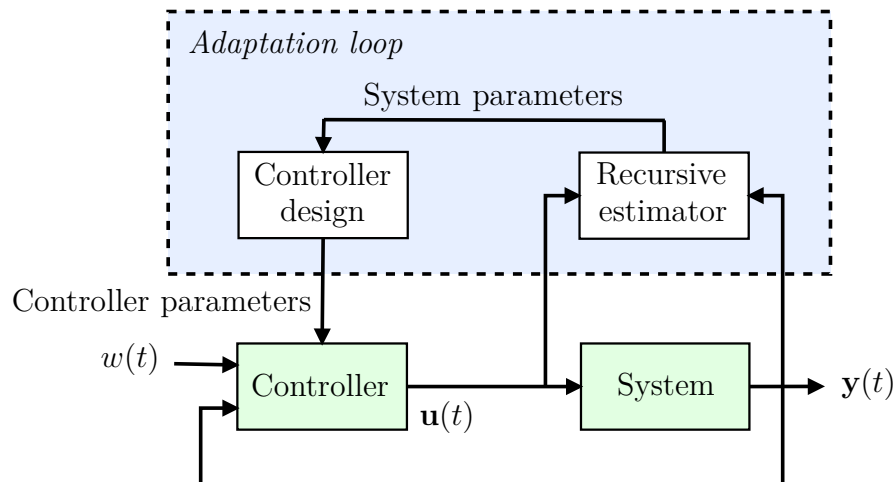 Adaptation loop
System parameters
Controller
design
Recursive
estimator
Controller parameters
w(t)
Controller
u(t)
System
y(t)